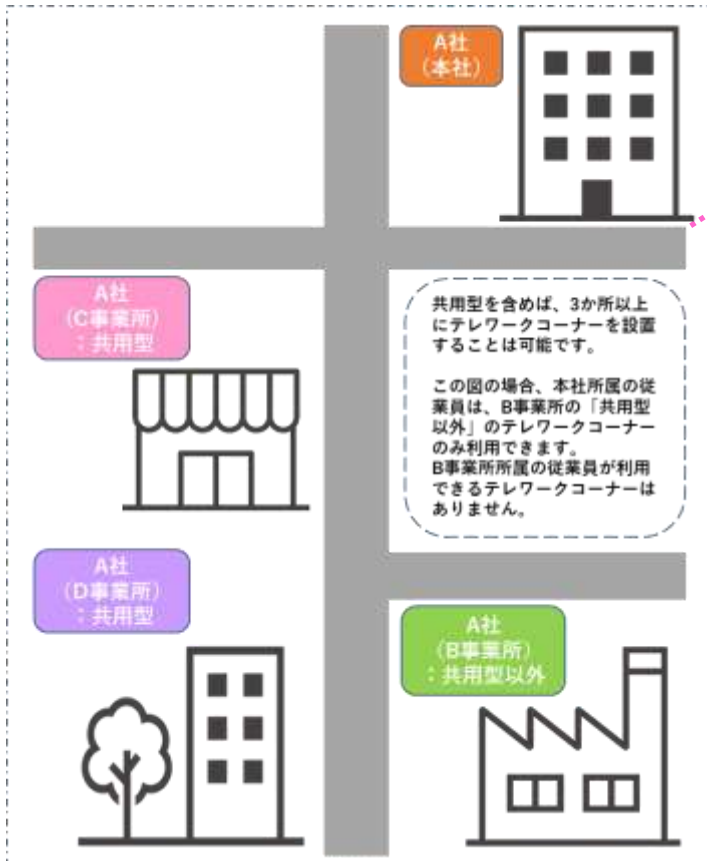 A社
（本社）
A社
（C事業所）
：共用型
共用型を含めば、3か所以上
にテレワークコーナーを設置
することは可能です。
この図の場合、本社所属の従
業員は、B事業所の「共用型
以外」のテレワークコーナー
のみ利用できます。
B事業所所属の従業員が利用
できるテレワークコーナーは
ありません。
A社
（D事業所）
：共用型
A社
（B事業所）
：共用型以外